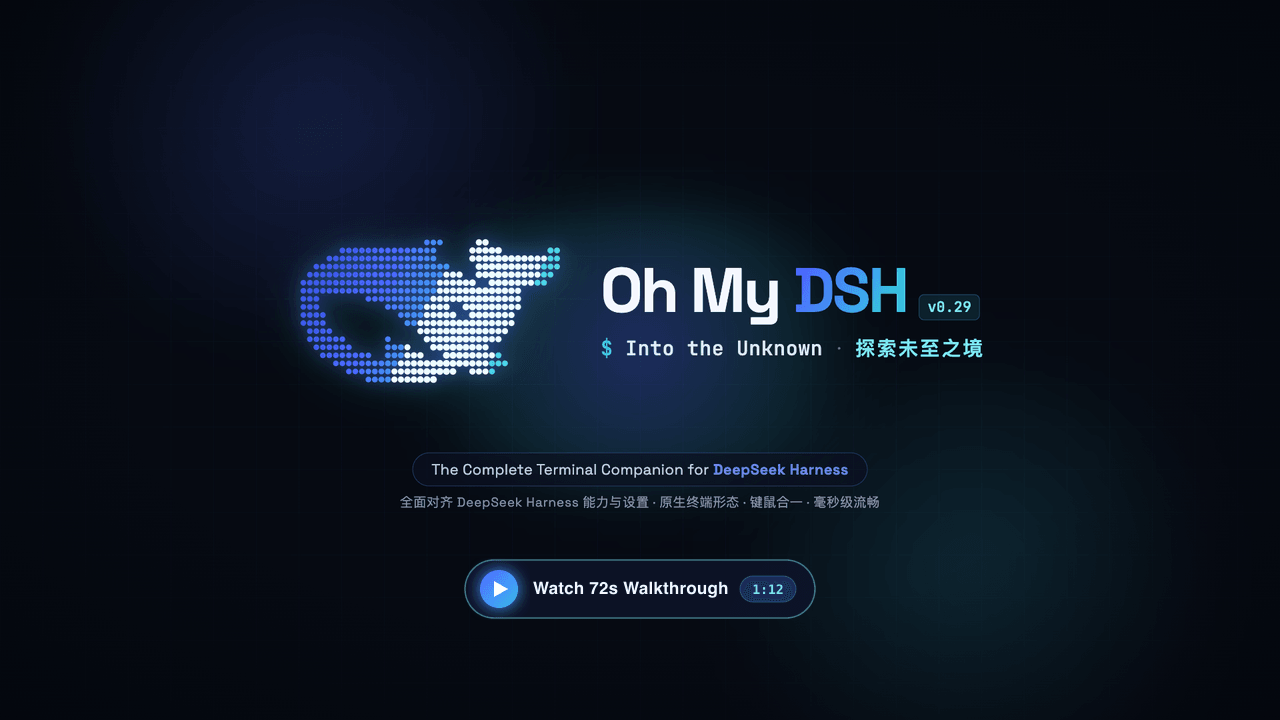 Oh My DSH v0.29
$ Into the Unknown · 探索未至之境
The Complete Terminal Companion for DeepSeek Harness
全面对齐 DeepSeek Harness 能力与设置 · 原生终端形态 · 键鼠合一 · 毫秒级流畅
Watch 72s Walkthrough 1:12